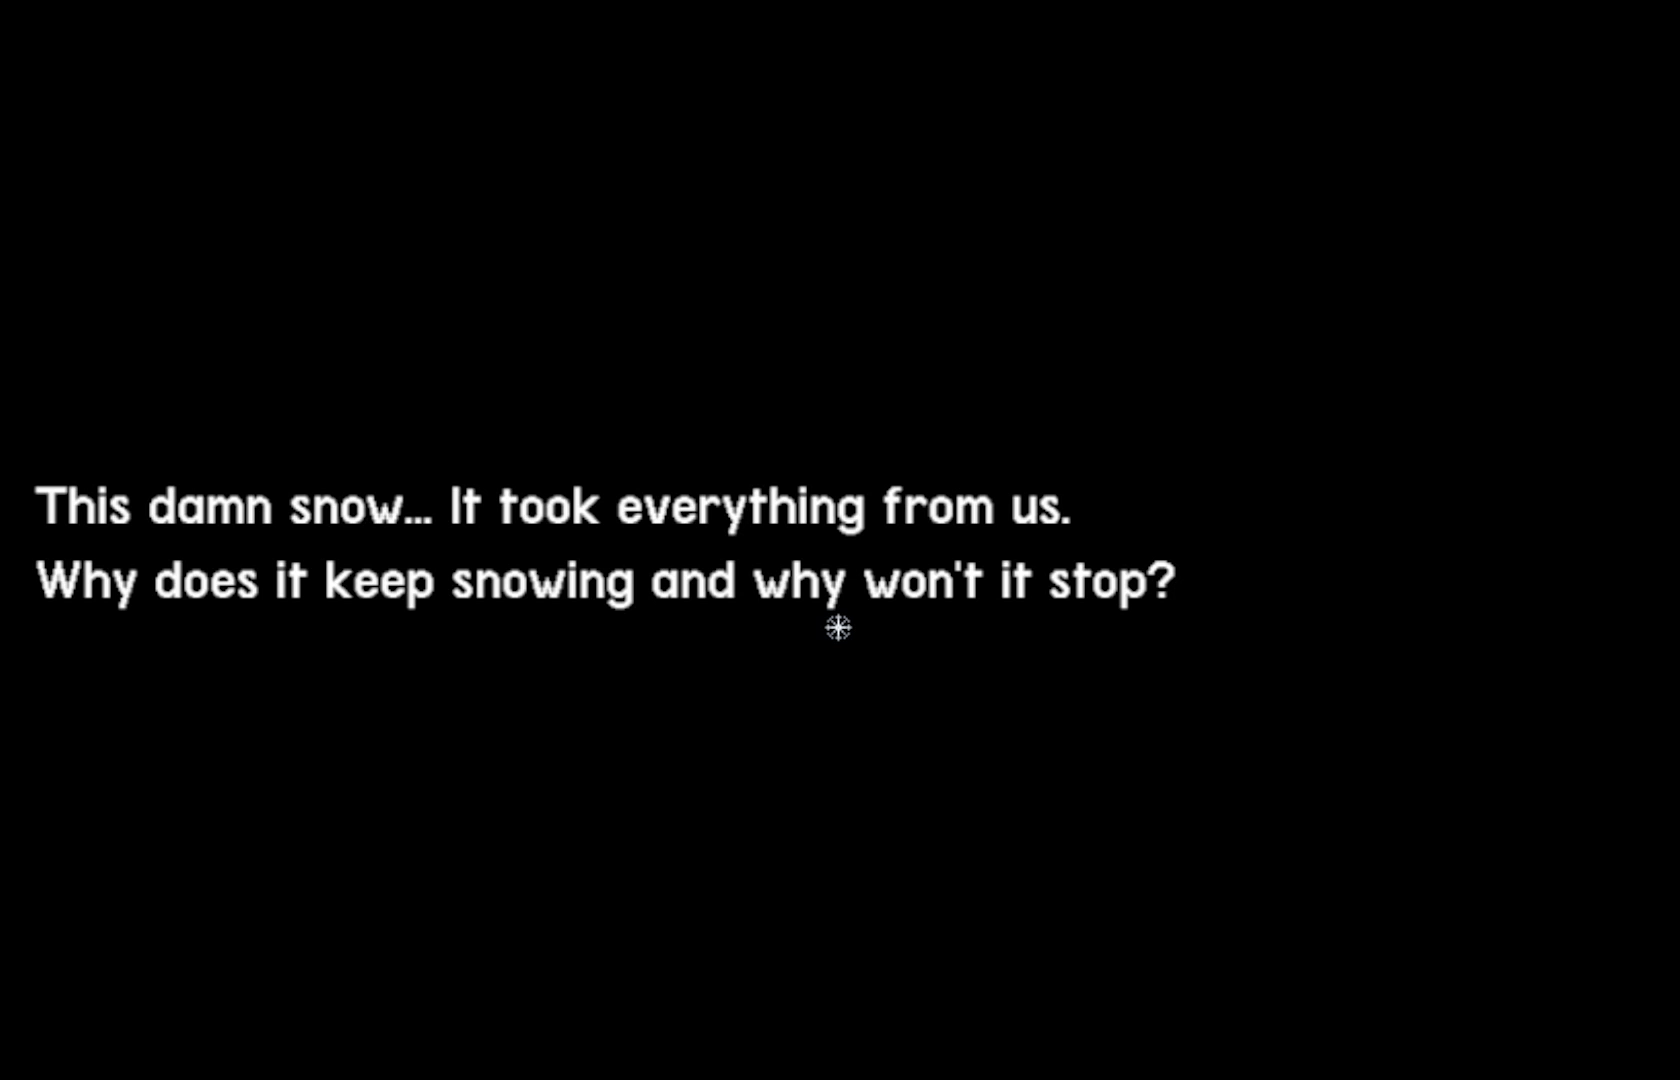 This damn snow... It took everything from us.
Why does it keep snowing and why won't it stop?